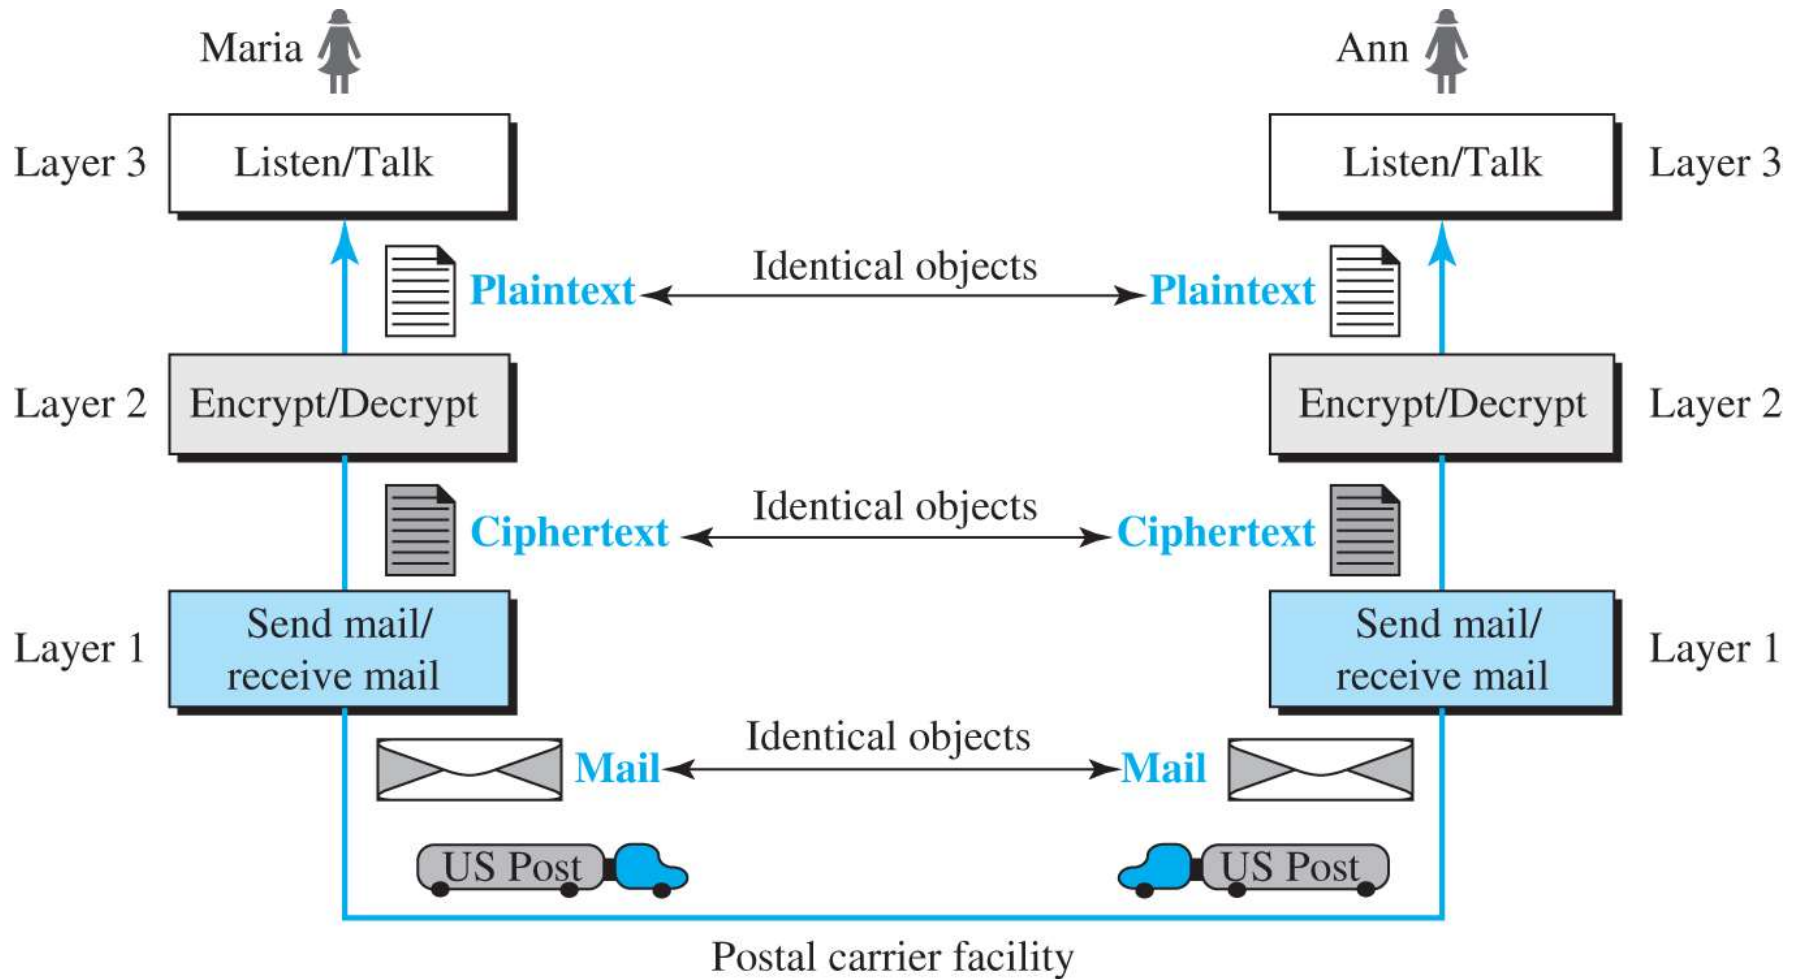 Maria
Ann
Layer 3
Listen/Talk
Listen/Talk
Layer 3
Plaintext
Identical objects
Plaintext
Layer 2
Encrypt/Decrypt
Encrypt/Decrypt
Layer 2
Ciphertext
Identical objects
Ciphertext
Layer 1
Send mail/
receive mail
Send mail/
receive mail
Layer 1
Mail
Identical objects
Mail
US Post
US Post
Postal carrier facility